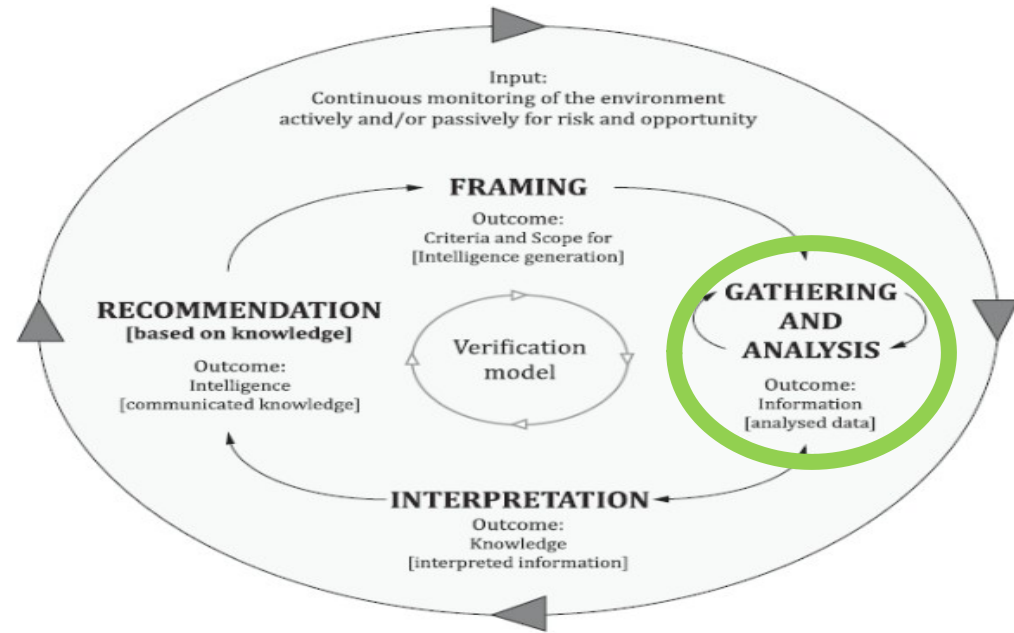 Input:
Continuous monitoring of the environment
actively and/or passively for risk and opportunity
FRAMING
Outcome:
Criteria and Scope for
[Intelligence generation]
GATHERING
AND
ANALYSIS
Outcome:
Information
[analysed data]
RECOMMENDATION
[based on knowledge]
Outcome:
Intelligence
[communicated knowledge]
Verification
model
INTERPRETATION
Outcome:
Knowledge
[interpreted information]